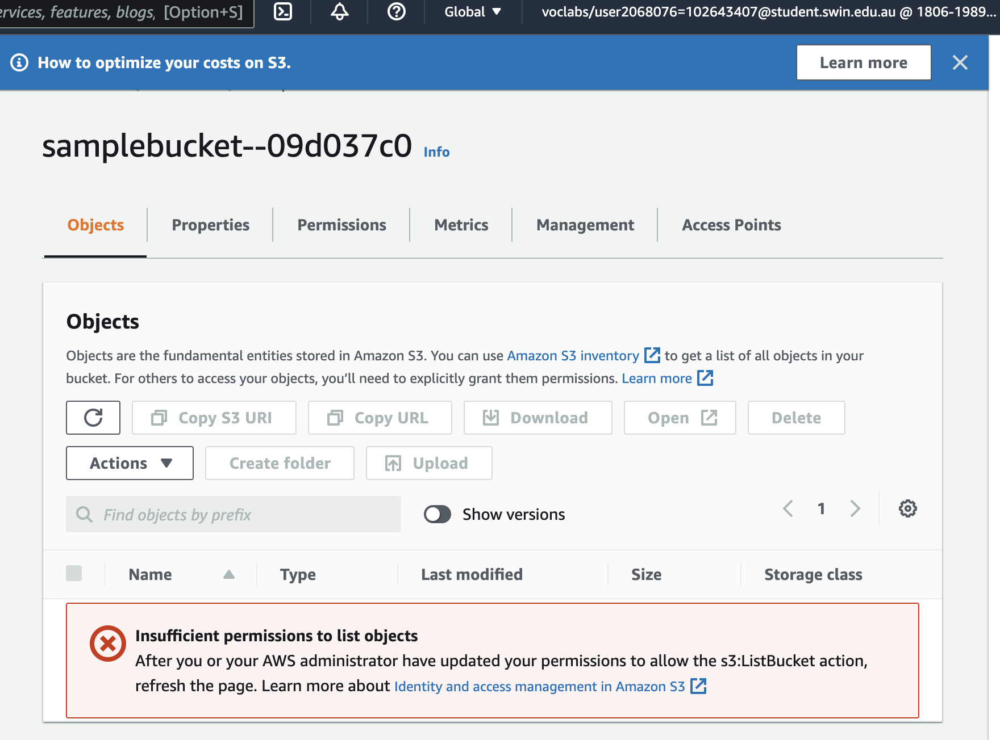 ervices, features, blogs, [Option+S] Global voclabs/user2068076=102643407@student.swin.edu.au @ 1806-1989...
How to optimize your costs on S3. Learn more
samplebucket--09d037c0 Info
Objects Properties Permissions Metrics Management Access Points
Objects
Objects are the fundamental entities stored in Amazon S3. You can use Amazon S3 inventory to get a list of all objects in your
bucket. For others to access your objects, you’ll need to explicitly grant them permissions. Learn more
Copy S3 URI Copy URL Download Open Delete
Actions Create folder Upload
Find objects by prefix Show versions 1
Name Type Last modified Size Storage class
Insufficient permissions to list objects
After you or your AWS administrator have updated your permissions to allow the s3:ListBucket action,
refresh the page. Learn more about Identity and access management in Amazon S3